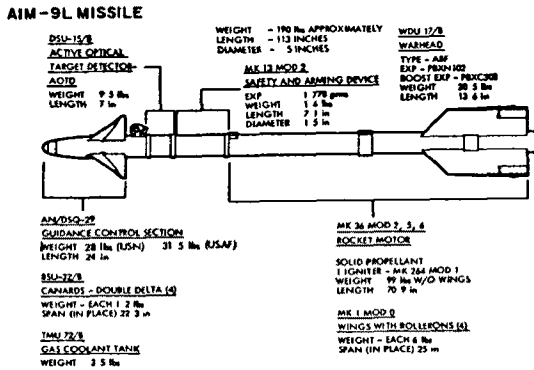 AIM-9L MISSILE
DSU-15/B
ACTIVE OPTICAL
TARGET DETECTOR
AOTD
WEIGHT 9 5 lbs
LENGTH 7 in
WEIGHT - 190 lbs APPROXIMATELY
LENGTH - 113 INCHES
DIAMETER - 5 INCHES
MK 13 MOD 2
SAFETY AND ARMING DEVICE
EXP 1 770 gms
WEIGHT 1 6 lbs
LENGTH 7 1 in
DIAMETER 1 5 in
WDU 17/B
WARHEAD
TYPE - ABF
EXP - PBXN102
BOOST EXP - PBXC303
WEIGHT 20 5 lbs
LENGTH 13 6 in
AN/DSQ-29
GUIDANCE CONTROL SECTION
WEIGHT 28 lbs (USN) 31 5 lbs (USAF)
LENGTH 24 in
BSU-32/B
CANARDS - DOUBLE DELTA (4)
WEIGHT - EACH 1 2 lbs
SPAN (IN PLACE) 22 3 in
TMU 72/B
GAS COOLANT TANK
WEIGHT 3 5 lbs
MK 36 MOD 2, 5, 6
ROCKET MOTOR
SOLID PROPELLANT
1 IGNITER - MK 264 MOD 1
WEIGHT 99 lbs W/O WINGS
LENGTH 70 9 in
MK 1 MOD 0
WINGS WITH ROLLERONS (4)
WEIGHT - EACH 6 lbs
SPAN (IN PLACE) 25 in